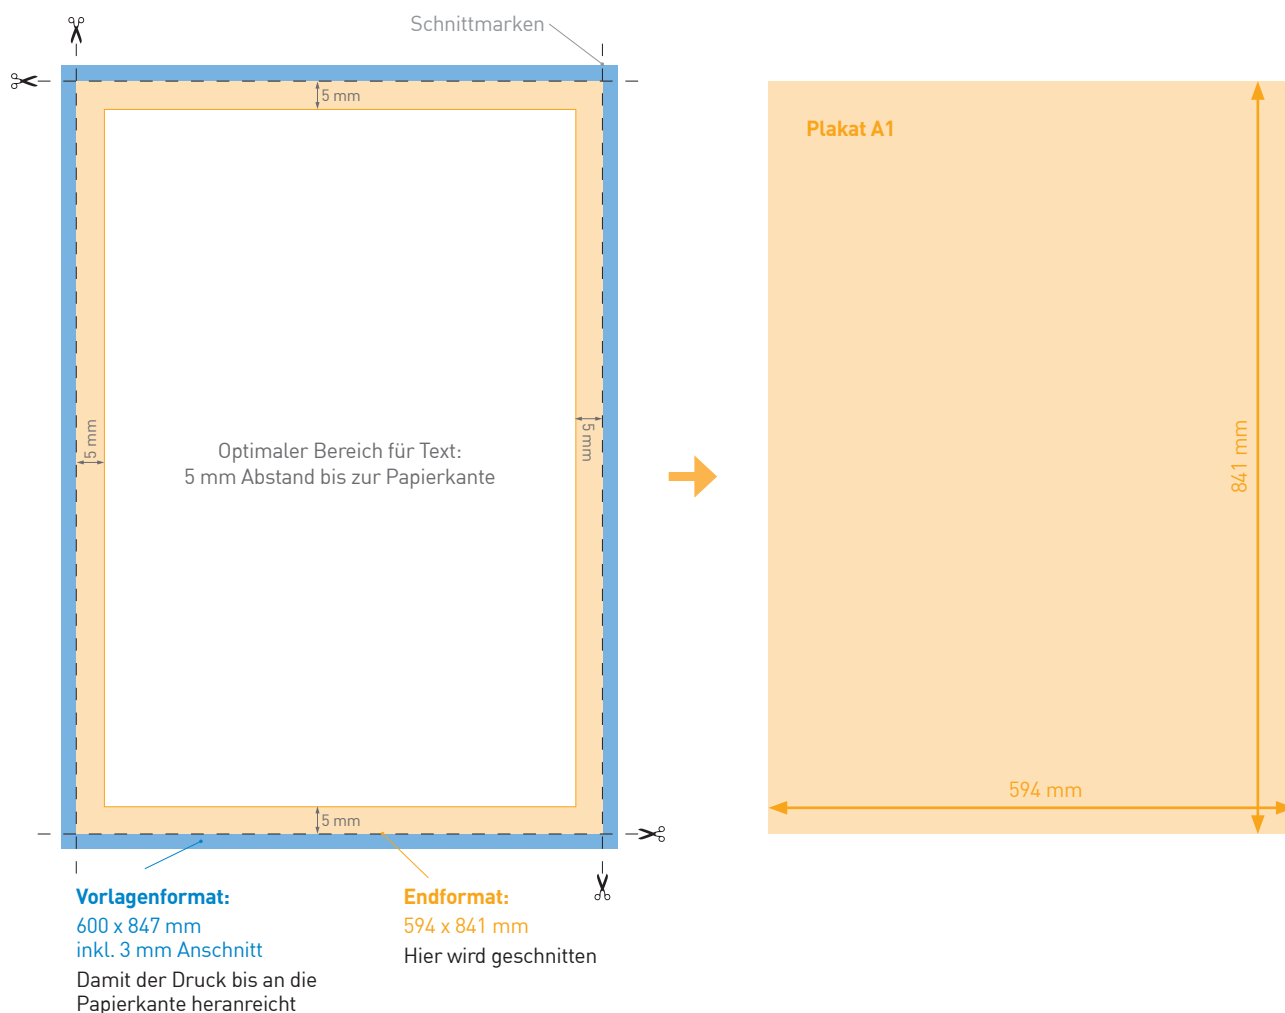 Schnittmarken
5 mm
Plakat A1
5 mm
5 mm
Optimaler Bereich für Text:
5 mm Abstand bis zur Papierkante
841 mm
594 mm
5 mm
Vorlagenformat:
600 x 847 mm
inkl. 3 mm Anschnitt
Damit der Druck bis an die
Papierkante heranreicht
Endformat:
594 x 841 mm
Hier wird geschnitten